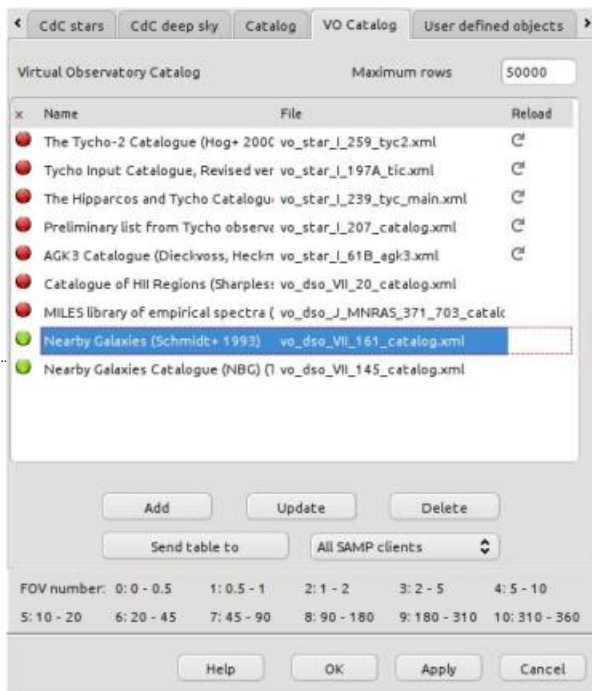 CdC stars CdC deep sky Catalog VO Catalog User defined objects
Virtual Observatory Catalog Maximum rows 50000
x Name File Reload
The Tycho-2 Catalogue (Hog+ 2000 vo_star_I_259_tyc2.xml
Tycho Input Catalogue, Revised ver vo_star_I_197A_tic.xml
The Hipparcos and Tycho Catalogu vo_star_I_239_tyc_main.xml
Preliminary list from Tycho observa vo_star_I_207_catalog.xml
AGK3 Catalogue (Dieckvoss, Heckm vo_star_I_61B_agk3.xml
Catalogue of HII Regions (Sharpless vo_dso_VII_20_catalog.xml
MILES library of empirical spectra ( vo_dso_J_MNRAS_371_703_catalo
Nearby Galaxies (Schmidt+ 1993) vo_dso_VII_161_catalog.xml
Nearby Galaxies Catalogue (NBG) (T vo_dso_VII_145_catalog.xml
Add Update Delete
Send table to All SAMP clients
FOV number: 0: 0 - 0.5 1: 0.5 - 1 2: 1 - 2 3: 2 - 5 4: 5 - 10
5: 10 - 20 6: 20 - 45 7: 45 - 90 8: 90 - 180 9: 180 - 310 10: 310 - 360
Help OK Apply Cancel